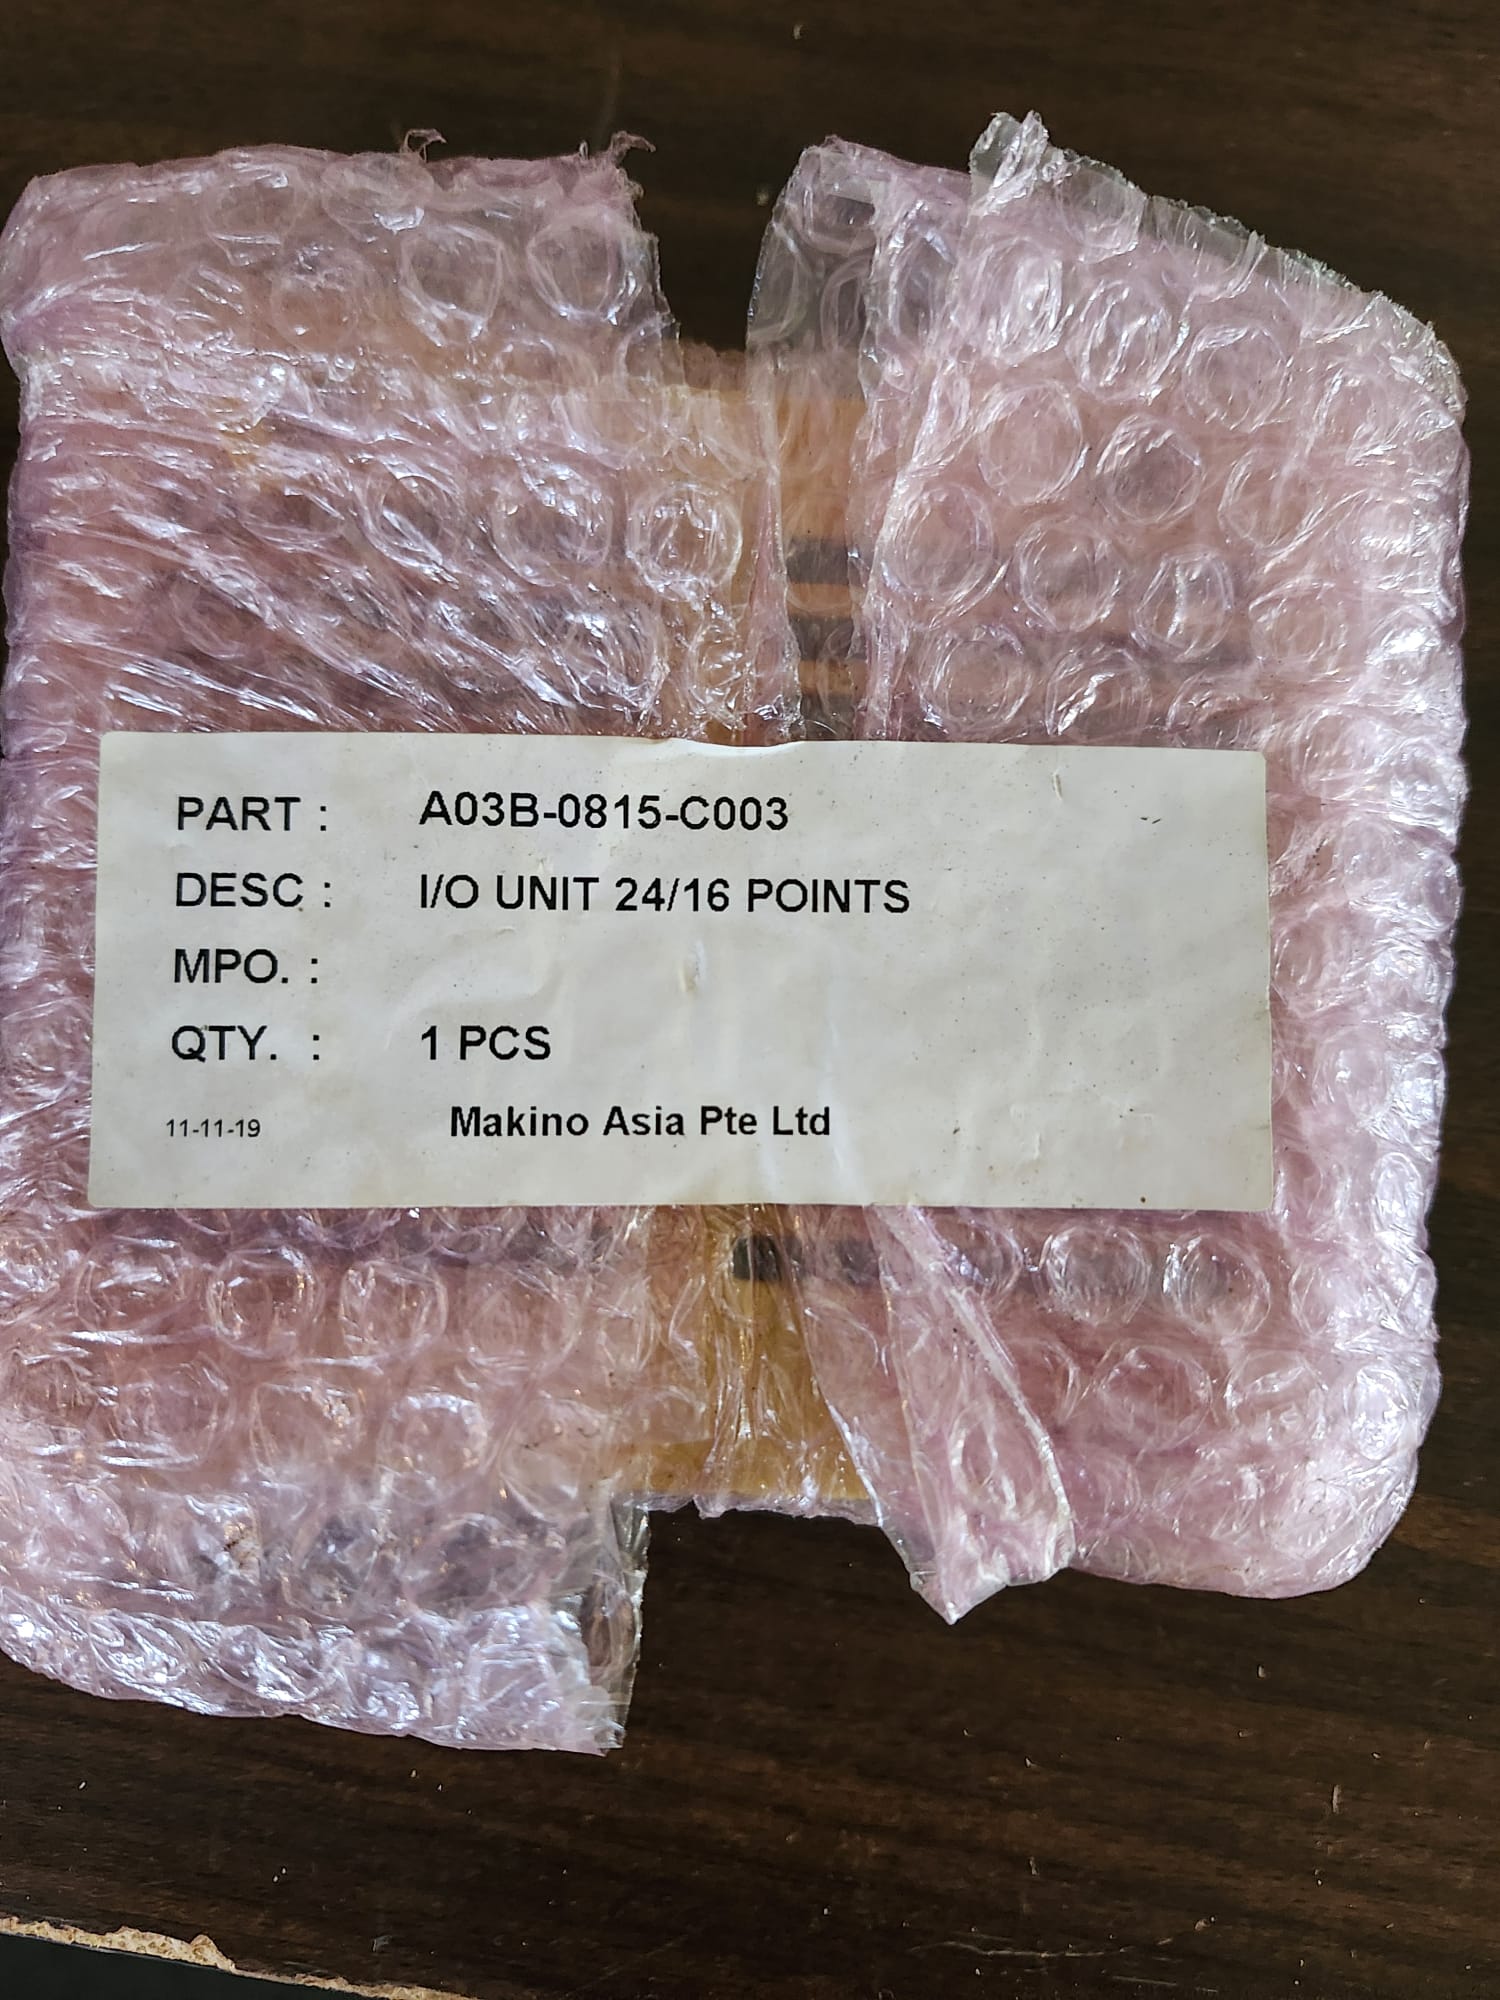 PART : A03B-0815-C003
DESC : I/O UNIT 24/16 POINTS
MPO. :
QTY. : 1 PCS
11-11-19 Makino Asia Pte Ltd